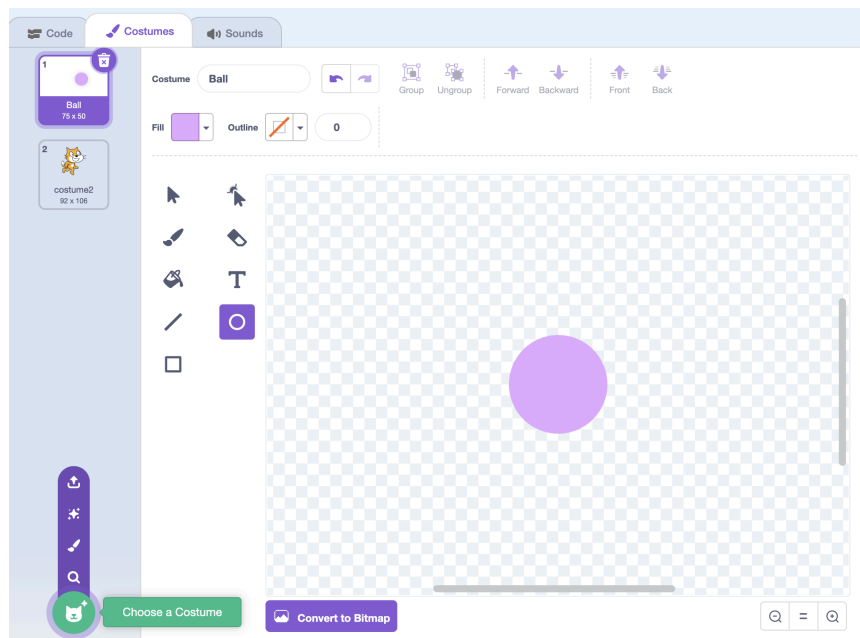 Code
Costumes
Sounds
1
Ball
75 x 50
2
costume2
92 x 106
Costume
Ball
Group
Ungroup
Forward
Backward
Front
Back
Fill
Outline
0
T
Choose a Costume
Convert to Bitmap